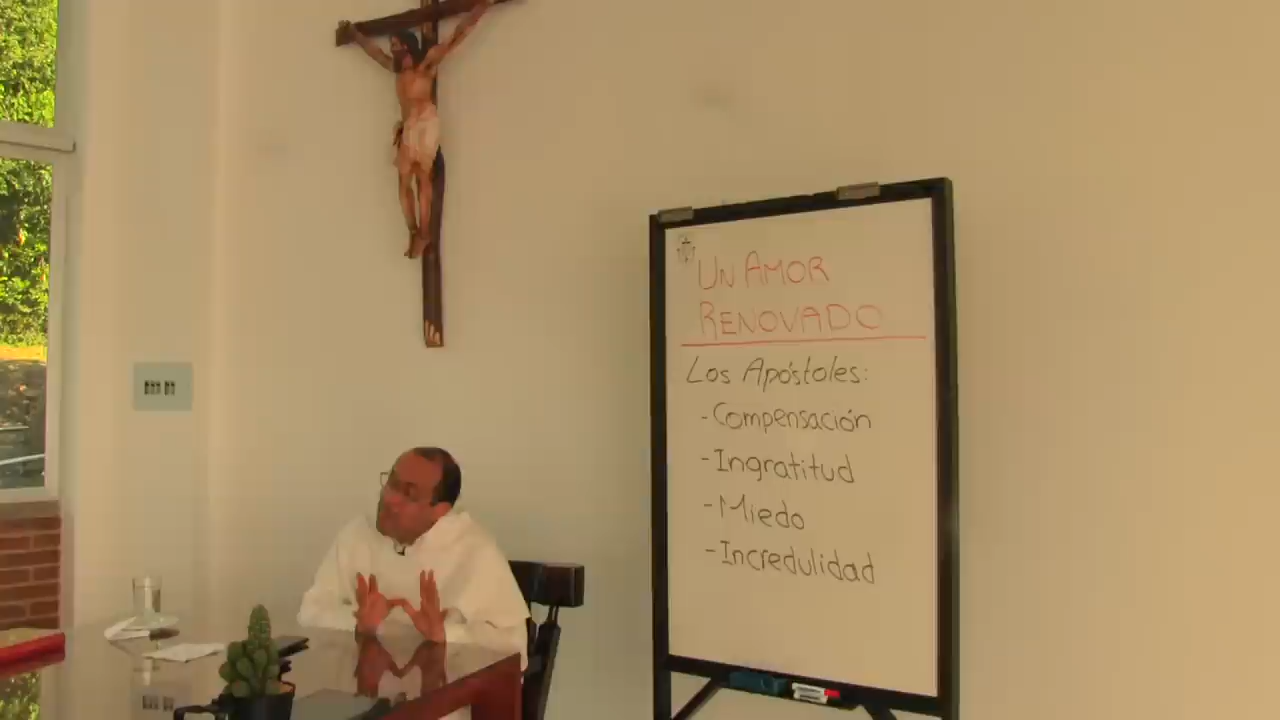 UN AMOR
RENOVADO
Los Apóstoles:
-Compensación
-Ingratitud
-Miedo
-Incredulidad